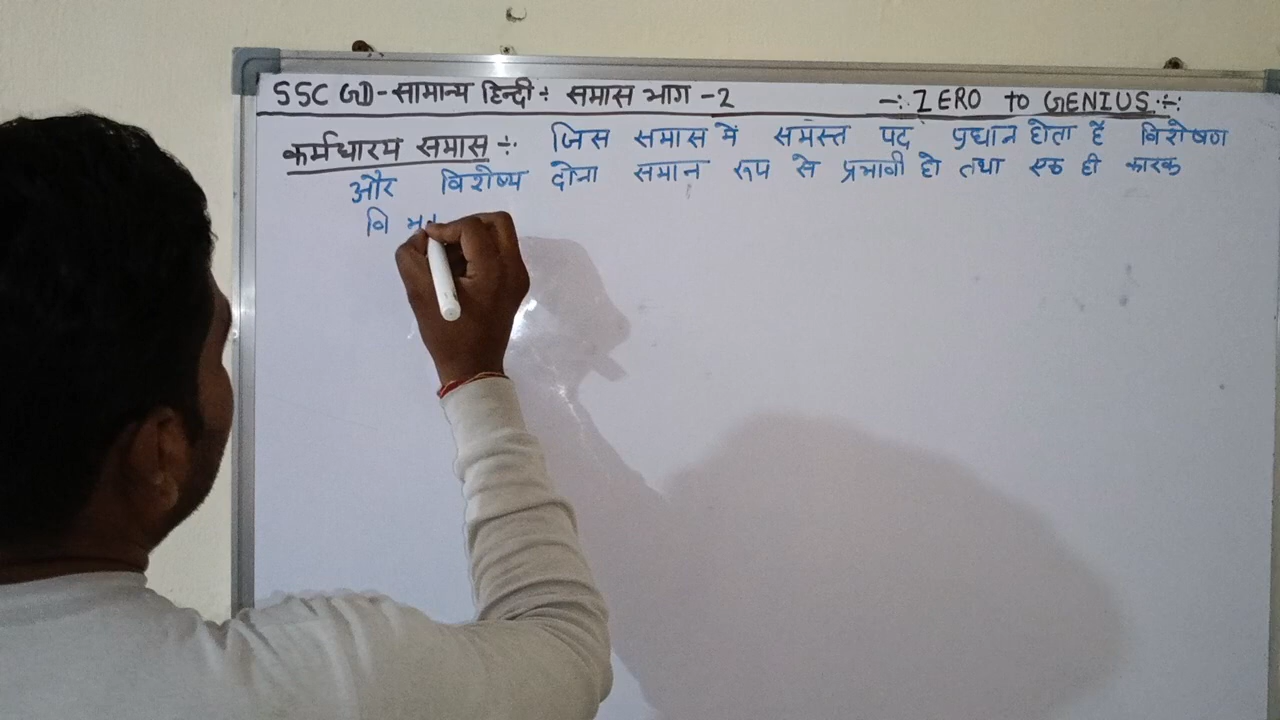 SSC GD - सामान्य हिन्दी ÷ समास भाग - 2 -: ZERO to GENIUS :-
कर्मधारय समास ÷ जिस समास में समस्त पद प्रधान होता है विशेषण
और विशेष्य दोनो समान रूप से प्रभावी हो तथा एक ही कारक
वि